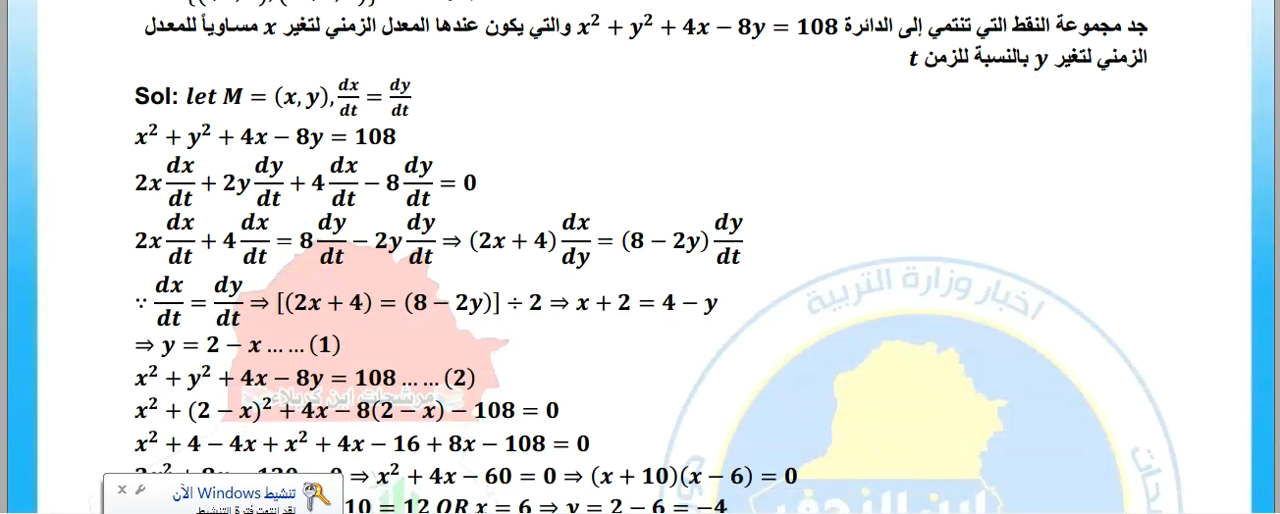 جد مجموعة النقط التي تنتمي إلى الدائرة x² + y² + 4x − 8y = 108 والتي يكون عندها المعدل الزمني لتغير x مساوياً للمعدل
الزمني لتغير y بالنسبة للزمن t
Sol: let M = (x, y), dx/dt = dy/dt
x² + y² + 4x − 8y = 108
2x dx/dt + 2y dy/dt + 4 dx/dt − 8 dy/dt = 0
2x dx/dt + 4 dx/dt = 8 dy/dt − 2y dy/dt ⇒ (2x + 4) dx/dy = (8 − 2y) dy/dt
∵ dx/dt = dy/dt ⇒ [(2x + 4) = (8 − 2y)] ÷ 2 ⇒ x + 2 = 4 − y
⇒ y = 2 − x … … (1)
x² + y² + 4x − 8y = 108 … … (2)
x² + (2 − x)² + 4x − 8(2 − x) − 108 = 0
x² + 4 − 4x + x² + 4x − 16 + 8x − 108 = 0
⇒ x² + 4x − 60 = 0 ⇒ (x + 10)(x − 6) = 0
10 = 12 OR x = 6 ⇒ y = 2 − 6 = −4
تنشيط Windows الآن
لقد انتهت فترة التنشيط
اخبار وزارة التربية